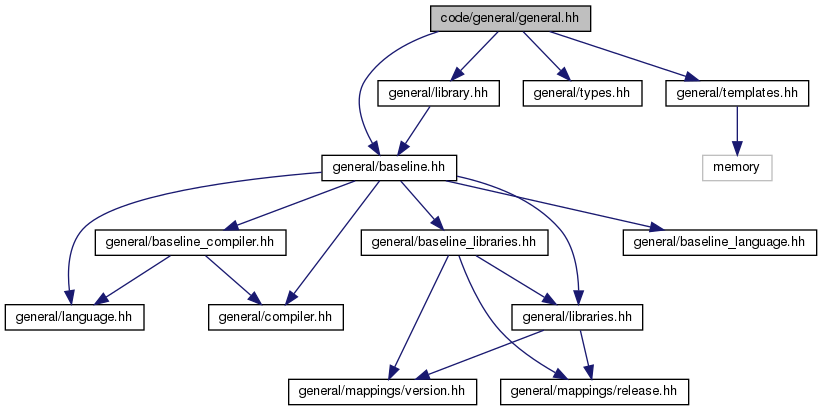 code/general/general.hh
general/library.hh
general/types.hh
general/templates.hh
general/baseline.hh
memory
general/baseline_compiler.hh
general/baseline_libraries.hh
general/baseline_language.hh
general/language.hh
general/compiler.hh
general/libraries.hh
general/mappings/version.hh
general/mappings/release.hh